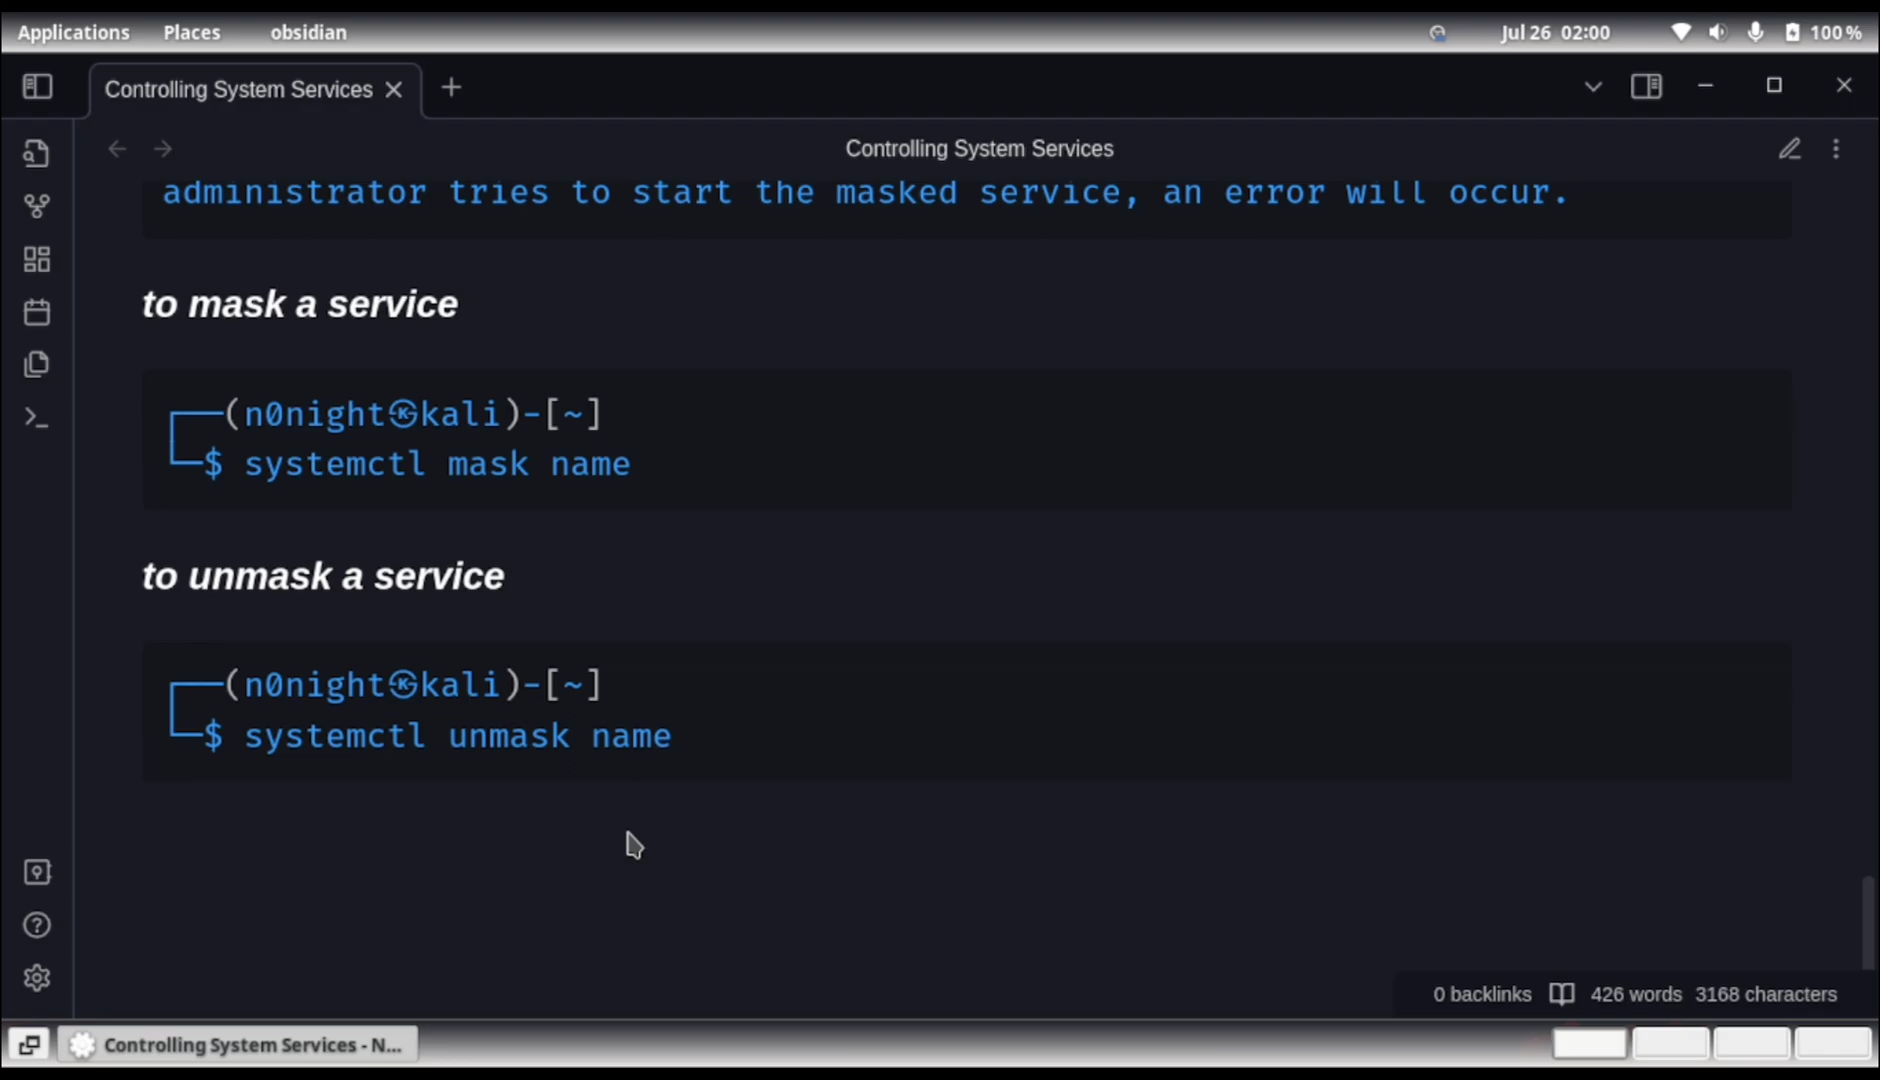 Applications Places obsidian Jul 26 02:00 100 %
Controlling System Services
Controlling System Services
administrator tries to start the masked service, an error will occur.
to mask a service
┌──(n0night㉿kali)-[~]
└─$ systemctl mask name
to unmask a service
┌──(n0night㉿kali)-[~]
└─$ systemctl unmask name
0 backlinks 426 words 3168 characters
Controlling System Services - N...